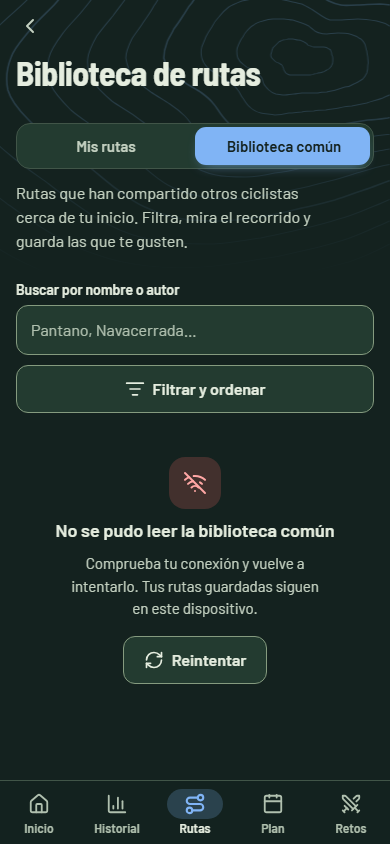 Biblioteca de rutas
Mis rutas
Biblioteca común
Rutas que han compartido otros ciclistas
cerca de tu inicio. Filtra, mira el recorrido y
guarda las que te gusten.
Buscar por nombre o autor
Pantano, Navacerrada...
Filtrar y ordenar
No se pudo leer la biblioteca común
Comprueba tu conexión y vuelve a
intentarlo. Tus rutas guardadas siguen
en este dispositivo.
Reintentar
Inicio
Historial
Rutas
Plan
Retos